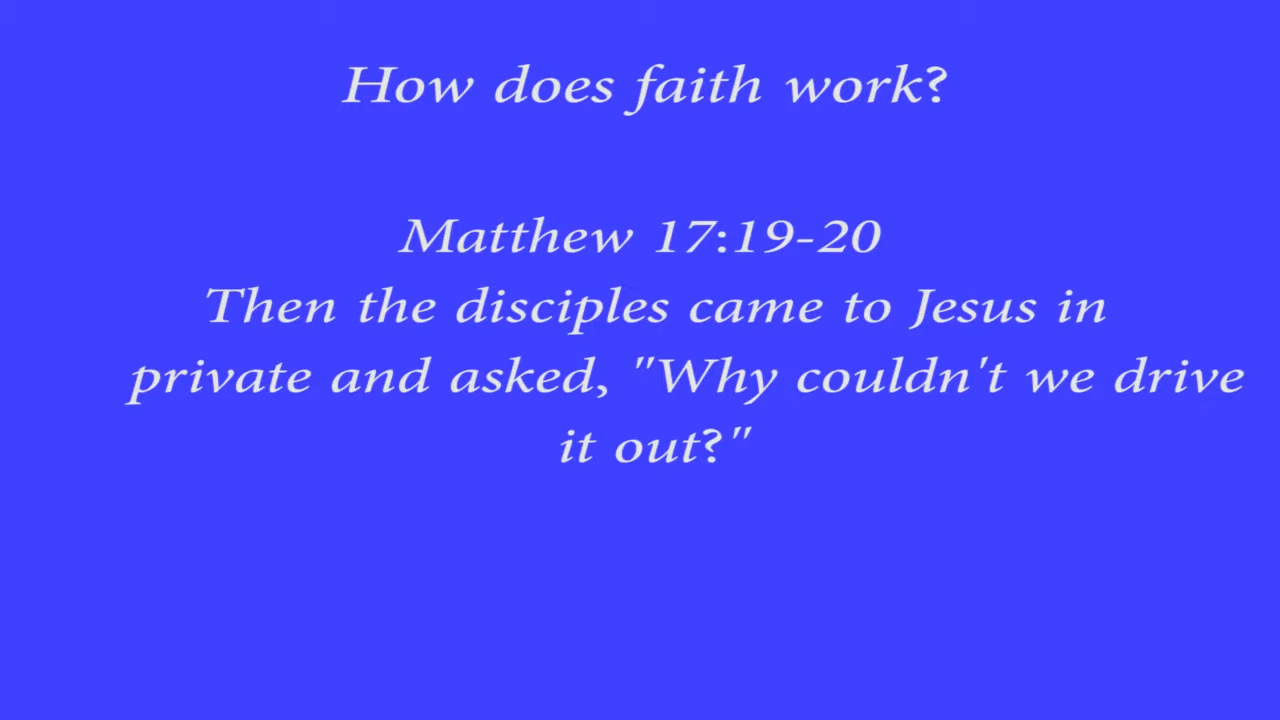 How does faith work?
Matthew 17:19-20
Then the disciples came to Jesus in
private and asked, "Why couldn't we drive
it out?"